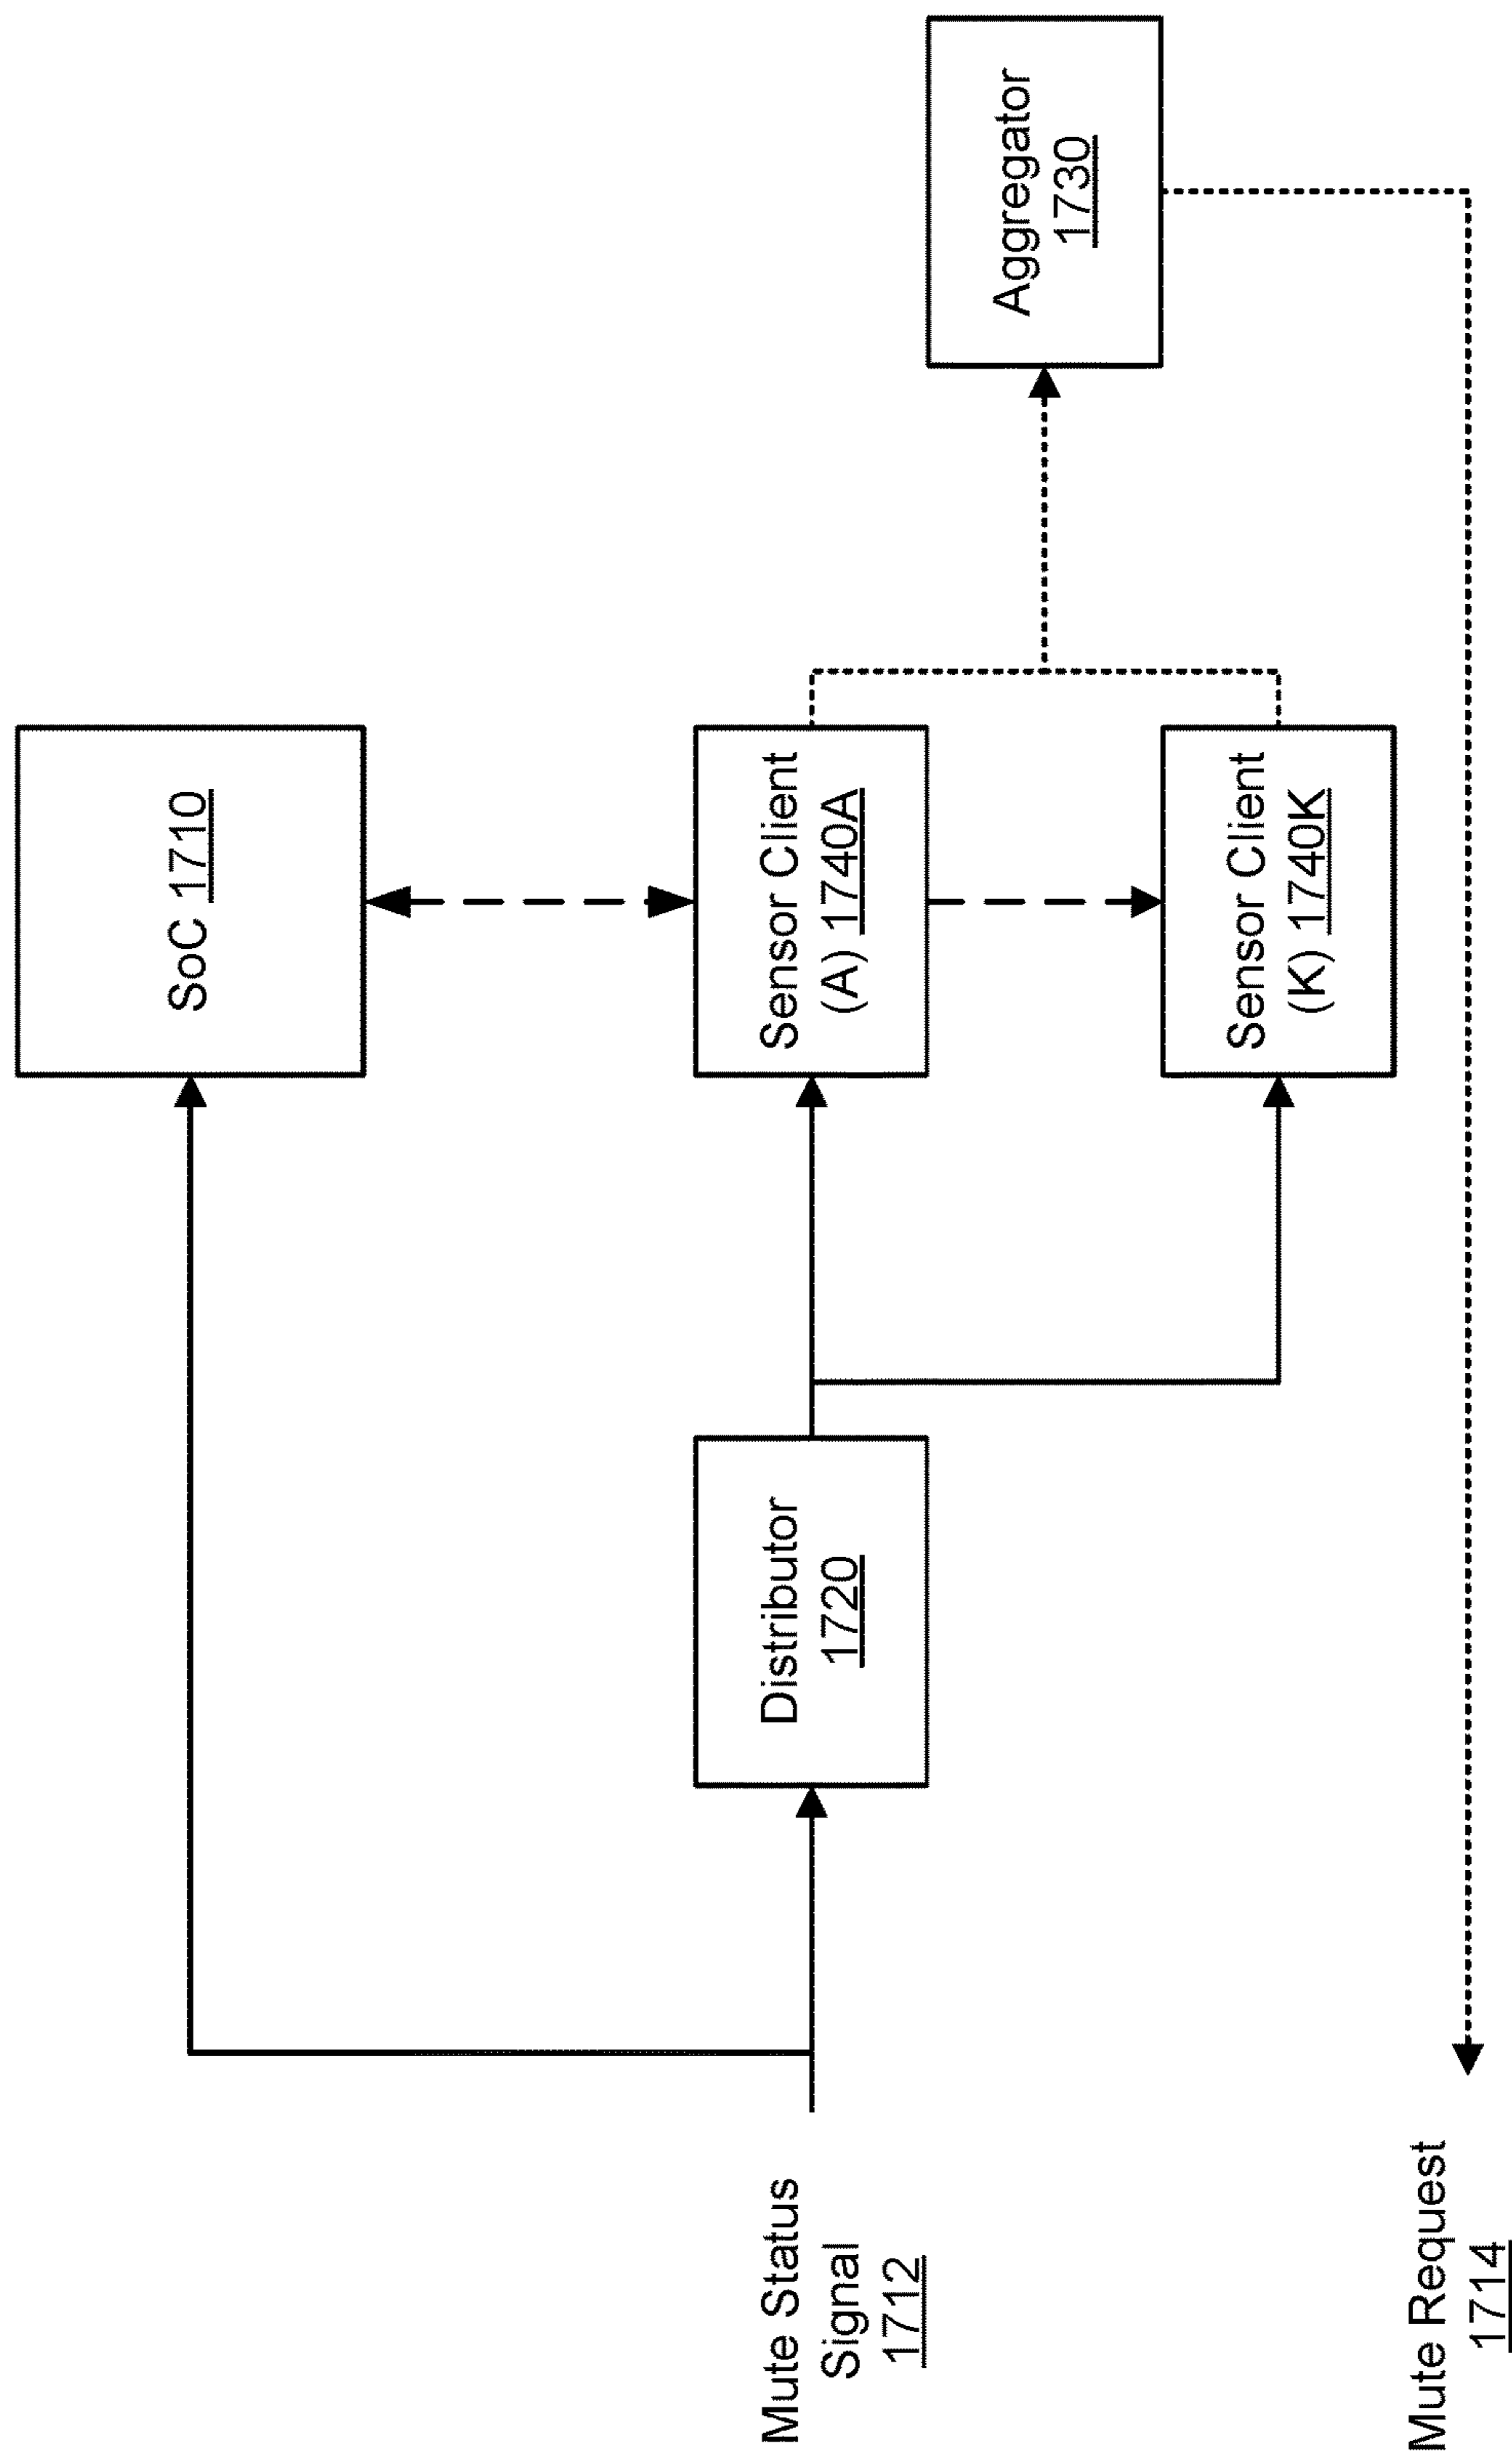 SoC 1710
Mute Status
Signal
1712
Distributor
1720
Sensor Client
(A) 1740A
Sensor Client
(K) 1740K
Aggregator
1730
Mute Request
1714